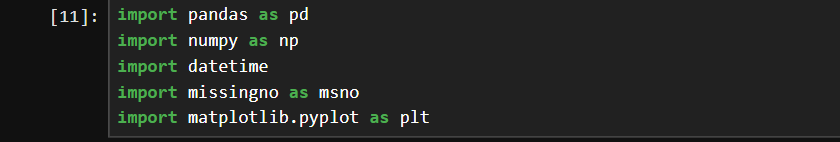 [11]: import pandas as pd
import numpy as np
import datetime
import missingno as msno
import matplotlib.pyplot as plt